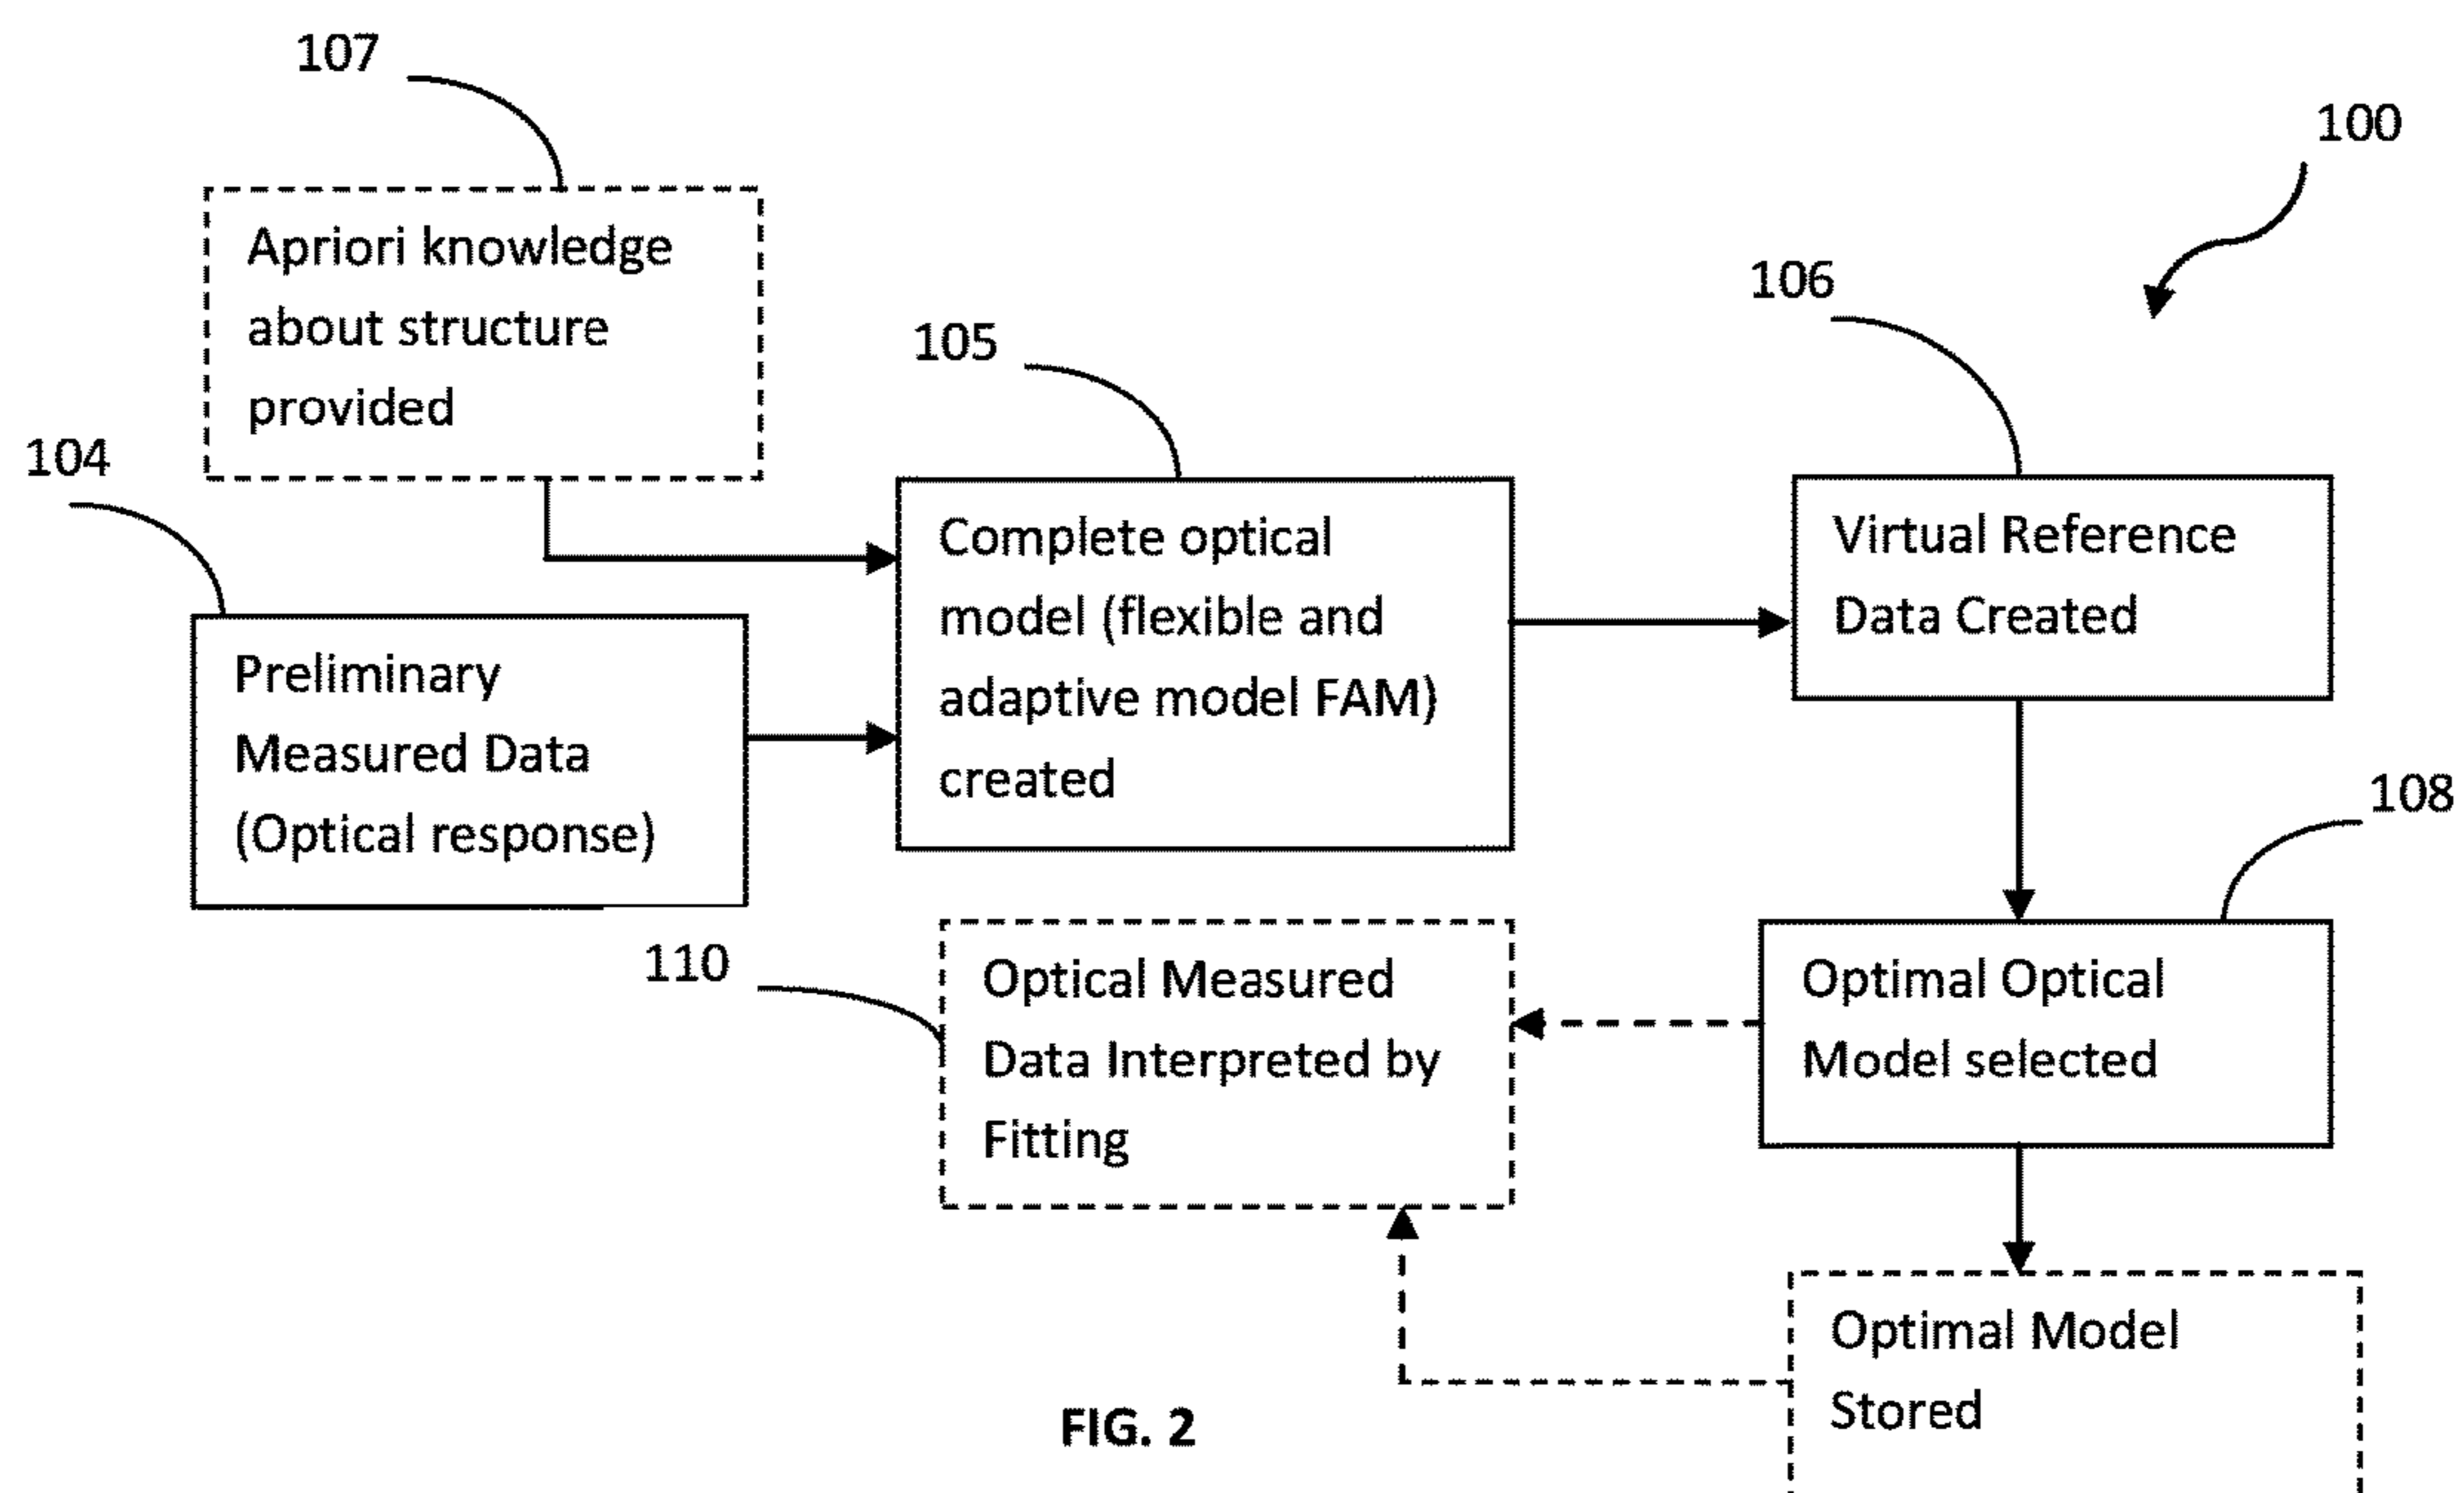 107
100
Apriori knowledge
about structure
provided
106
105
104
Complete optical
model (flexible and
adaptive model FAM)
created
Virtual Reference
Data Created
Preliminary
Measured Data
(Optical response)
108
110
Optical Measured
Data Interpreted by
Fitting
Optimal Optical
Model selected
Optimal Model
Stored
FIG. 2